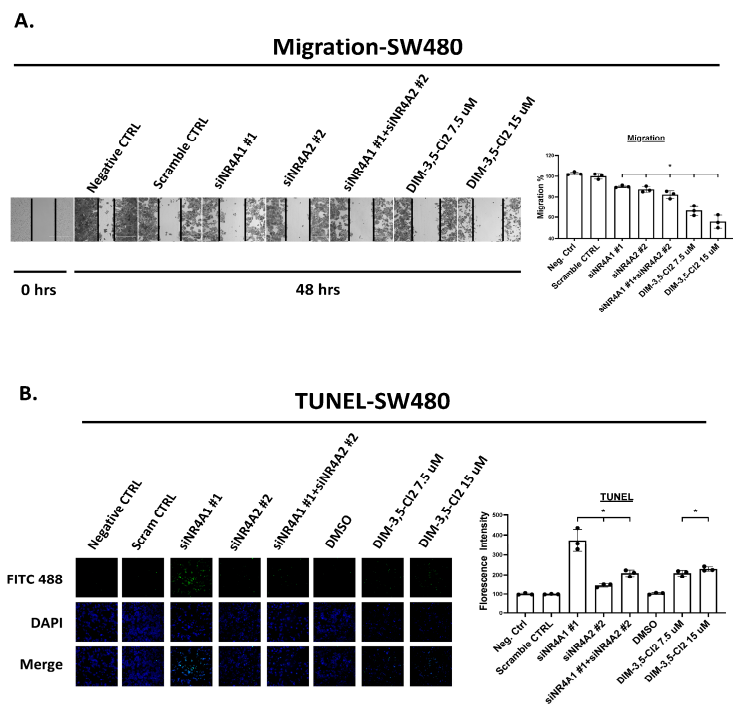 A.
Migration-SW480
Negative CTRL
Scramble CTRL
siNR4A1 #1
siNR4A2 #2
siNR4A1 #1+siNR4A2 #2
DIM-3,5-Cl2 7.5 uM
DIM-3,5-Cl2 15 uM
0 hrs
48 hrs
Migration
Migration %
100
80
60
40
*
Neg. Ctrl
Scramble CTRL
siNR4A1 #1
siNR4A2 #2
siNR4A1 #1+siNR4A2 #2
DIM-3,5-Cl2 7.5 uM
DIM-3,5-Cl2 15 uM
B.
TUNEL-SW480
Negative CTRL
Scram CTRL
siNR4A1 #1
siNR4A2 #2
siNR4A1 #1+siNR4A2 #2
DMSO
DIM-3,5-Cl2 7.5 uM
DIM-3,5-Cl2 15 uM
FITC 488
DAPI
Merge
TUNEL
Florescence Intensity
500
400
300
200
100
0
*
*
Neg. Ctrl
Scramble CTRL
siNR4A1 #1
siNR4A2 #2
siNR4A1 #1+siNR4A2 #2
DMSO
DIM-3,5-Cl2 7.5 uM
DIM-3,5-Cl2 15 uM